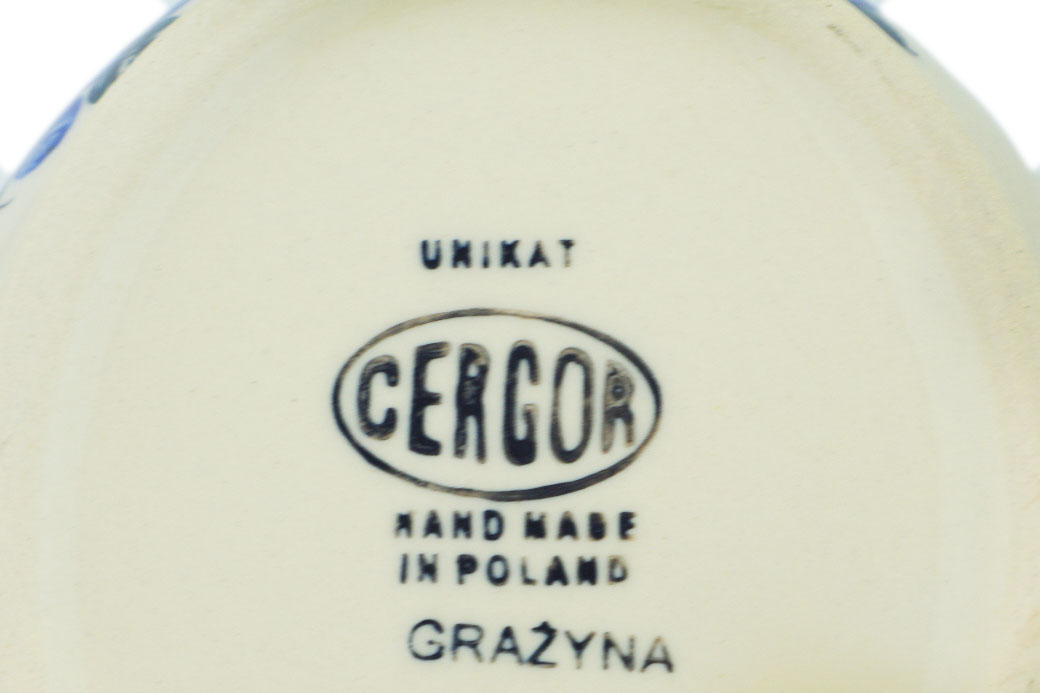 UNIKAT
CERGOR
HAND MADE
IN POLAND
GRAŻYNA